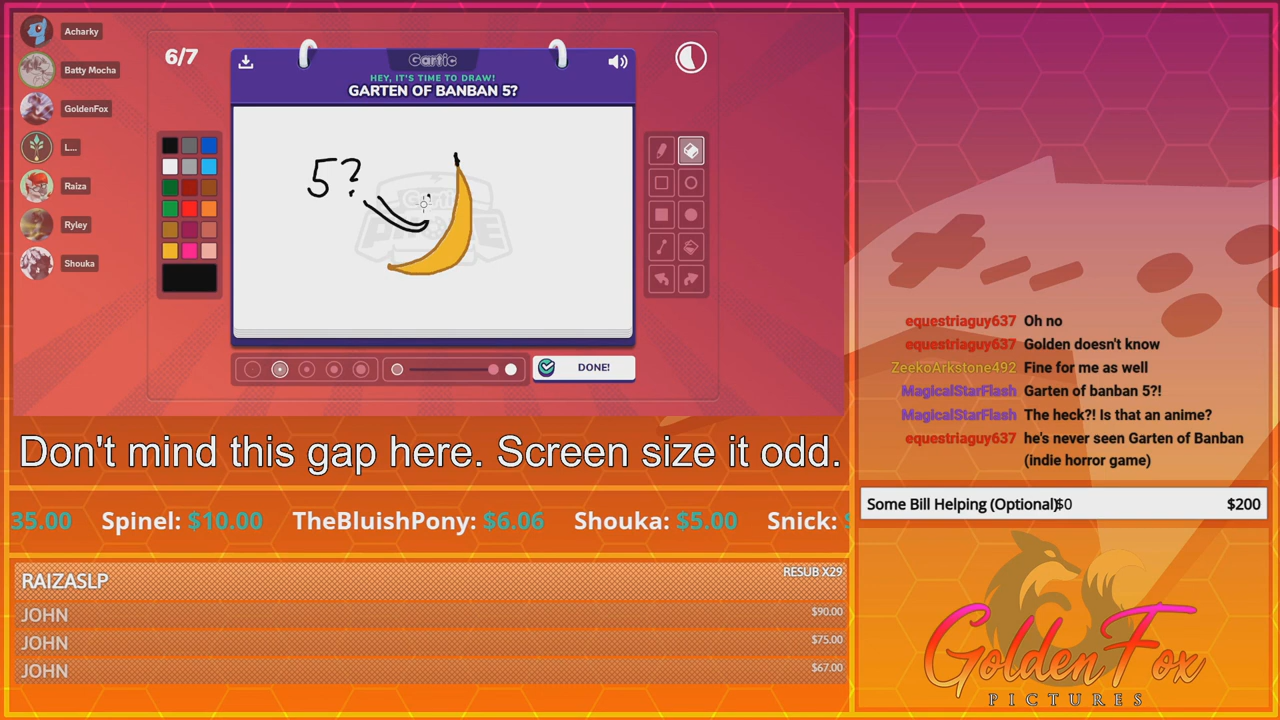 Acharky
Batty Mocha
GoldenFox
L...
Raiza
Ryley
Shouka
6/7
Gartic
HEY, IT'S TIME TO DRAW!
GARTEN OF BANBAN 5?
5?
DONE!
equestriaguy637 Oh no
equestriaguy637 Golden doesn't know
ZeekoArkstone492 Fine for me as well
MagicalStarFlash Garten of banban 5?!
MagicalStarFlash The heck?! Is that an anime?
equestriaguy637 he's never seen Garten of Banban
(indie horror game)
Don't mind this gap here. Screen size it odd.
Some Bill Helping (Optional) $0 $200
35.00 Spinel: $10.00 TheBluishPony: $6.06 Shouka: $5.00 Snick:
RAIZASLP RESUB X29
JOHN $90.00
JOHN $75.00
JOHN $67.00
GoldenFox
PICTURES